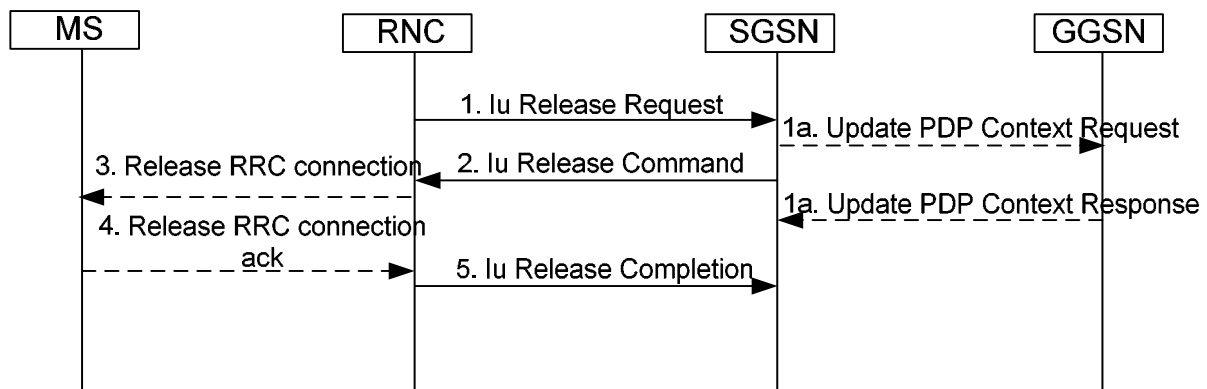 MS
RNC
SGSN
GGSN
1. Iu Release Request
1a. Update PDP Context Request
3. Release RRC connection
2. Iu Release Command
1a. Update PDP Context Response
4. Release RRC connection
ack
5. Iu Release Completion